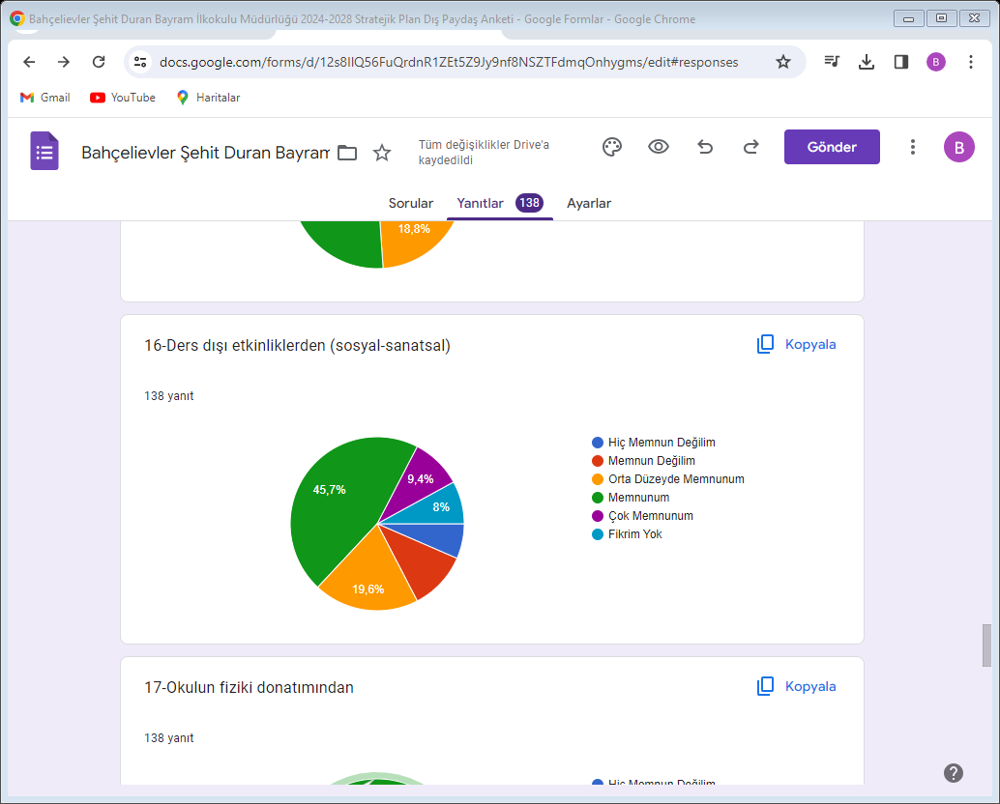 Bahçelievler Şehit Duran Bayram İlkokulu Müdürlüğü 2024-2028 Stratejik Plan Dış Paydaş Anketi - Google Formlar - Google Chrome
docs.google.com/forms/d/12s8IIQ56FuQrdnR1ZEt5Z9Jy9nf8NSZTFdmqOnhygms/edit#responses
B
Gmail
YouTube
Haritalar
Bahçelievler Şehit Duran Bayram
Tüm değişiklikler Drive'a
kaydedildi
Gönder
B
Sorular
Yanıtlar 138
Ayarlar
18,8%
16-Ders dışı etkinliklerden (sosyal-sanatsal)
Kopyala
138 yanıt
45,7%
9,4%
8%
19,6%
Hiç Memnun Değilim
Memnun Değilim
Orta Düzeyde Memnunum
Memnunum
Çok Memnunum
Fikrim Yok
17-Okulun fiziki donatımından
Kopyala
138 yanıt
Hiç Memnun Değilim